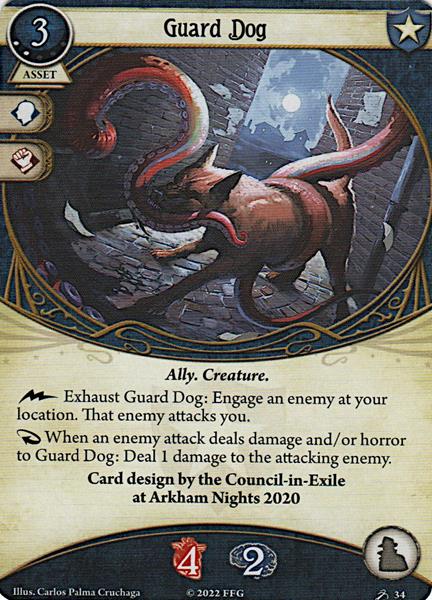 3
Guard Dog
ASSET
Ally. Creature.
Exhaust Guard Dog: Engage an enemy at your
location. That enemy attacks you.
When an enemy attack deals damage and/or horror
to Guard Dog: Deal 1 damage to the attacking enemy.
Card design by the Council-in-Exile
at Arkham Nights 2020
4
2
Illus. Carlos Palma Cruchaga
© 2022 FFG
34